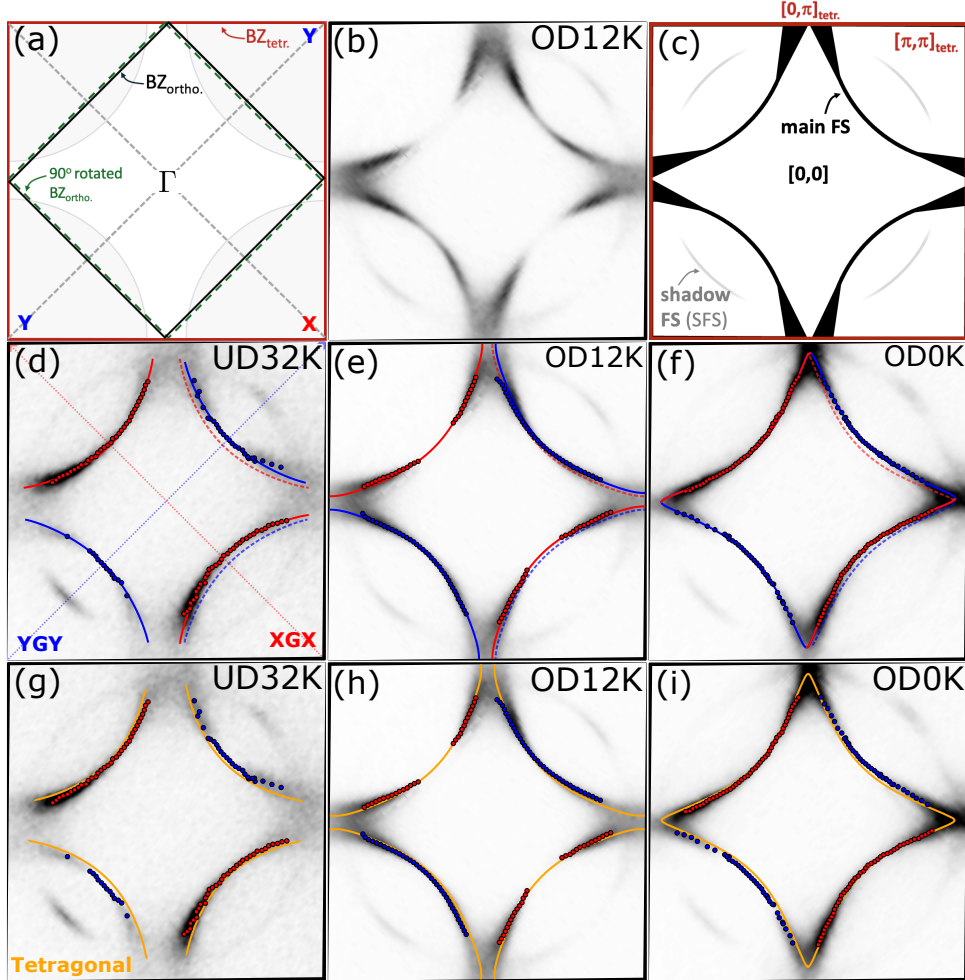 (a)
BZtetr.
Y
BZortho.
90° rotated
BZortho.
Γ
Y
X
(b)
OD12K
(c)
[0,π]tetr.
[π,π]tetr.
main FS
[0,0]
shadow
FS (SFS)
(d)
UD32K
YGY
XGX
(e)
OD12K
(f)
OD0K
(g)
UD32K
Tetragonal
(h)
OD12K
(i)
OD0K